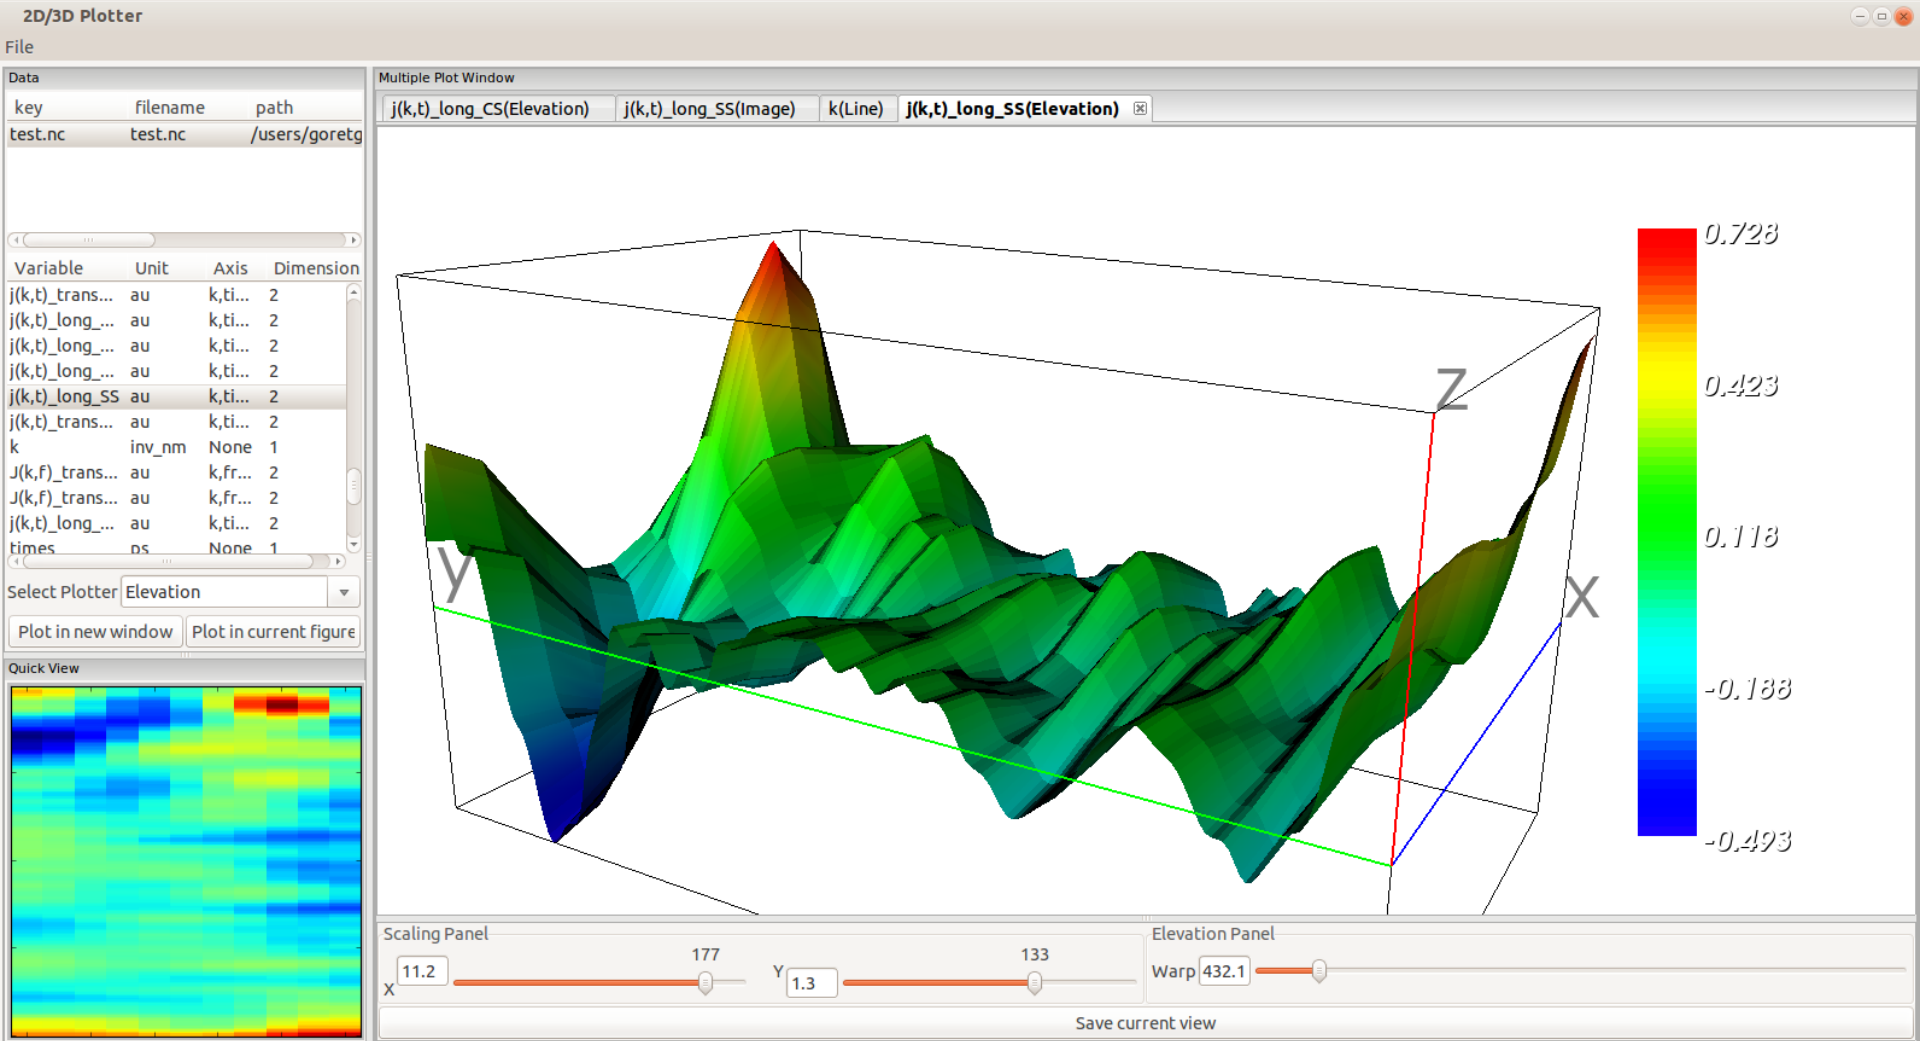 2D/3D Plotter
File
Data
key filename path
test.nc test.nc /users/goretg
Variable Unit Axis Dimension
j(k,t)_trans... au k,ti... 2
j(k,t)_long_... au k,ti... 2
j(k,t)_long_... au k,ti... 2
j(k,t)_long_... au k,ti... 2
j(k,t)_long_SS au k,ti... 2
j(k,t)_trans... au k,ti... 2
k inv_nm None 1
J(k,f)_trans... au k,fr... 2
J(k,f)_trans... au k,fr... 2
j(k,t)_long_... au k,ti... 2
times ps None 1
Select Plotter Elevation
Plot in new window Plot in current figure
Quick View
Multiple Plot Window
j(k,t)_long_CS(Elevation) j(k,t)_long_SS(Image) k(Line) j(k,t)_long_SS(Elevation)
Z
y
X
0.728
0.423
0.118
-0.188
-0.493
Scaling Panel
177
X 11.2
133
Y 1.3
Elevation Panel
Warp 432.1
Save current view